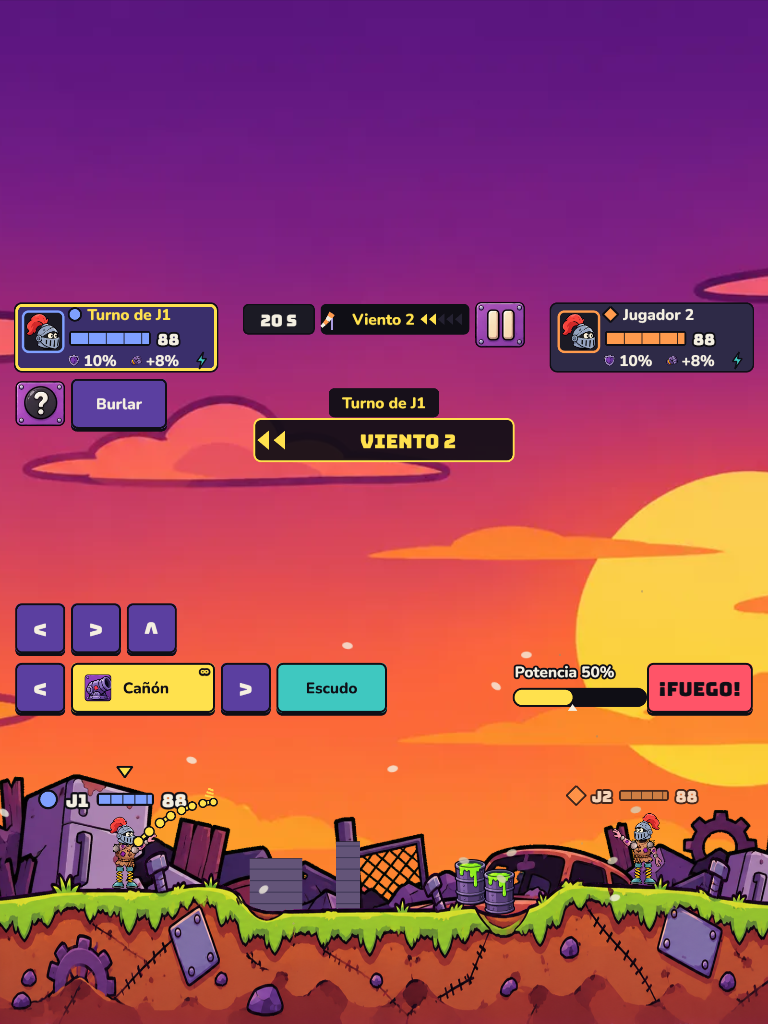 Turno de J1
88
10% +8%
20 S
Viento 2
Jugador 2
88
10% +8%
?
Burlar
Turno de J1
VIENTO 2
< > ^
< Cañón ∞ > Escudo
Potencia 50%
¡FUEGO!
J1 88
J2 88